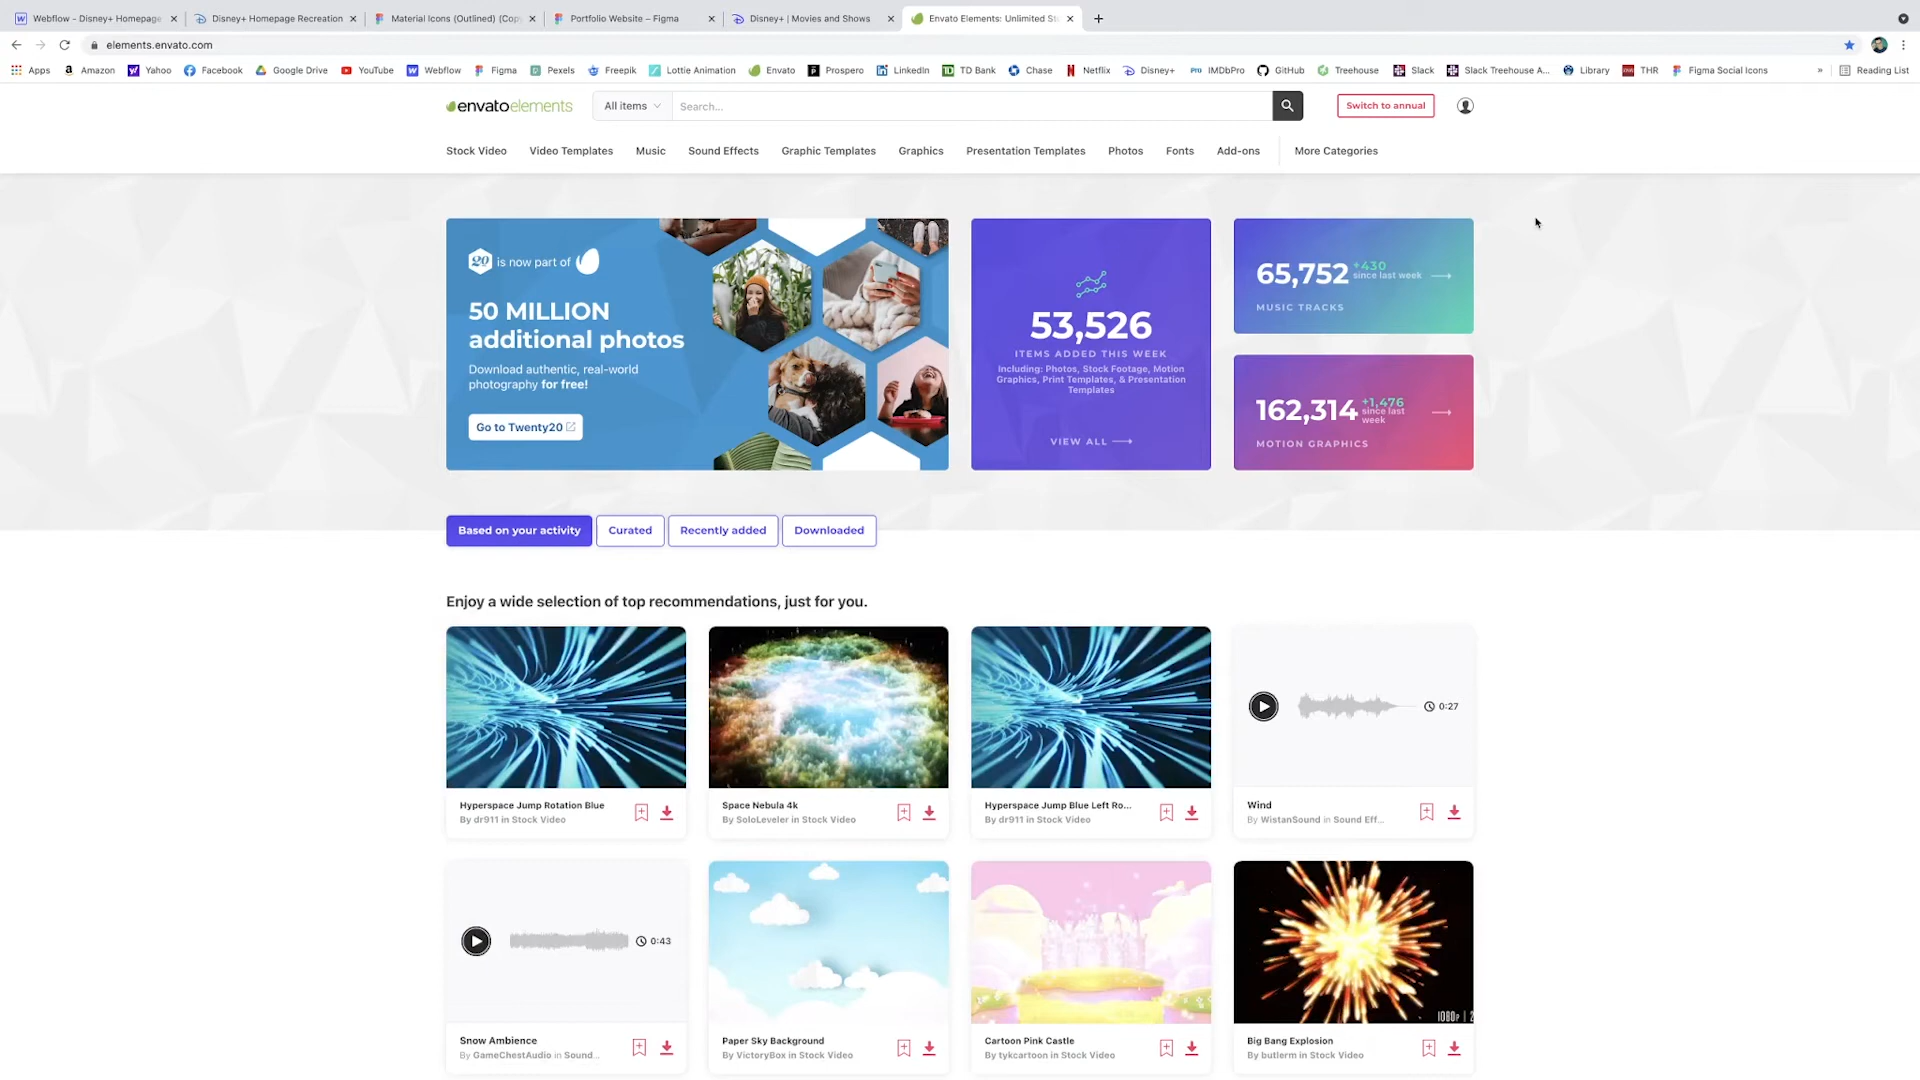 Webflow - Disney+ Homepage
Disney+ Homepage Recreation
Material Icons (Outlined) (Copy
Portfolio Website – Figma
Disney+ | Movies and Shows
Envato Elements: Unlimited St
elements.envato.com
Apps
Amazon
Yahoo
Facebook
Google Drive
YouTube
Webflow
Figma
Pexels
Freepik
Lottie Animation
Envato
Prospero
LinkedIn
TD Bank
Chase
Netflix
Disney+
PRO IMDbPro
GitHub
Treehouse
Slack
Slack Treehouse A...
Library
THR
Figma Social Icons
»
Reading List
envatoelements
All items
Search...
Switch to annual
Stock Video
Video Templates
Music
Sound Effects
Graphic Templates
Graphics
Presentation Templates
Photos
Fonts
Add-ons
More Categories
20 is now part of
50 MILLION
additional photos
Download authentic, real-world
photography for free!
Go to Twenty20
53,526
ITEMS ADDED THIS WEEK
Including: Photos, Stock Footage, Motion
Graphics, Print Templates, & Presentation
Templates
VIEW ALL
65,752 +430
since last week
MUSIC TRACKS
162,314 +1,476
since last
week
MOTION GRAPHICS
Based on your activity
Curated
Recently added
Downloaded
Enjoy a wide selection of top recommendations, just for you.
0:27
Hyperspace Jump Rotation Blue
By dr911 in Stock Video
Space Nebula 4k
By SoloLeveler in Stock Video
Hyperspace Jump Blue Left Ro...
By dr911 in Stock Video
Wind
By WistanSound in Sound Eff...
0:43
1080p | 2
Snow Ambience
By GameChestAudio in Sound...
Paper Sky Background
By VictoryBox in Stock Video
Cartoon Pink Castle
By tykcartoon in Stock Video
Big Bang Explosion
By butlerm in Stock Video